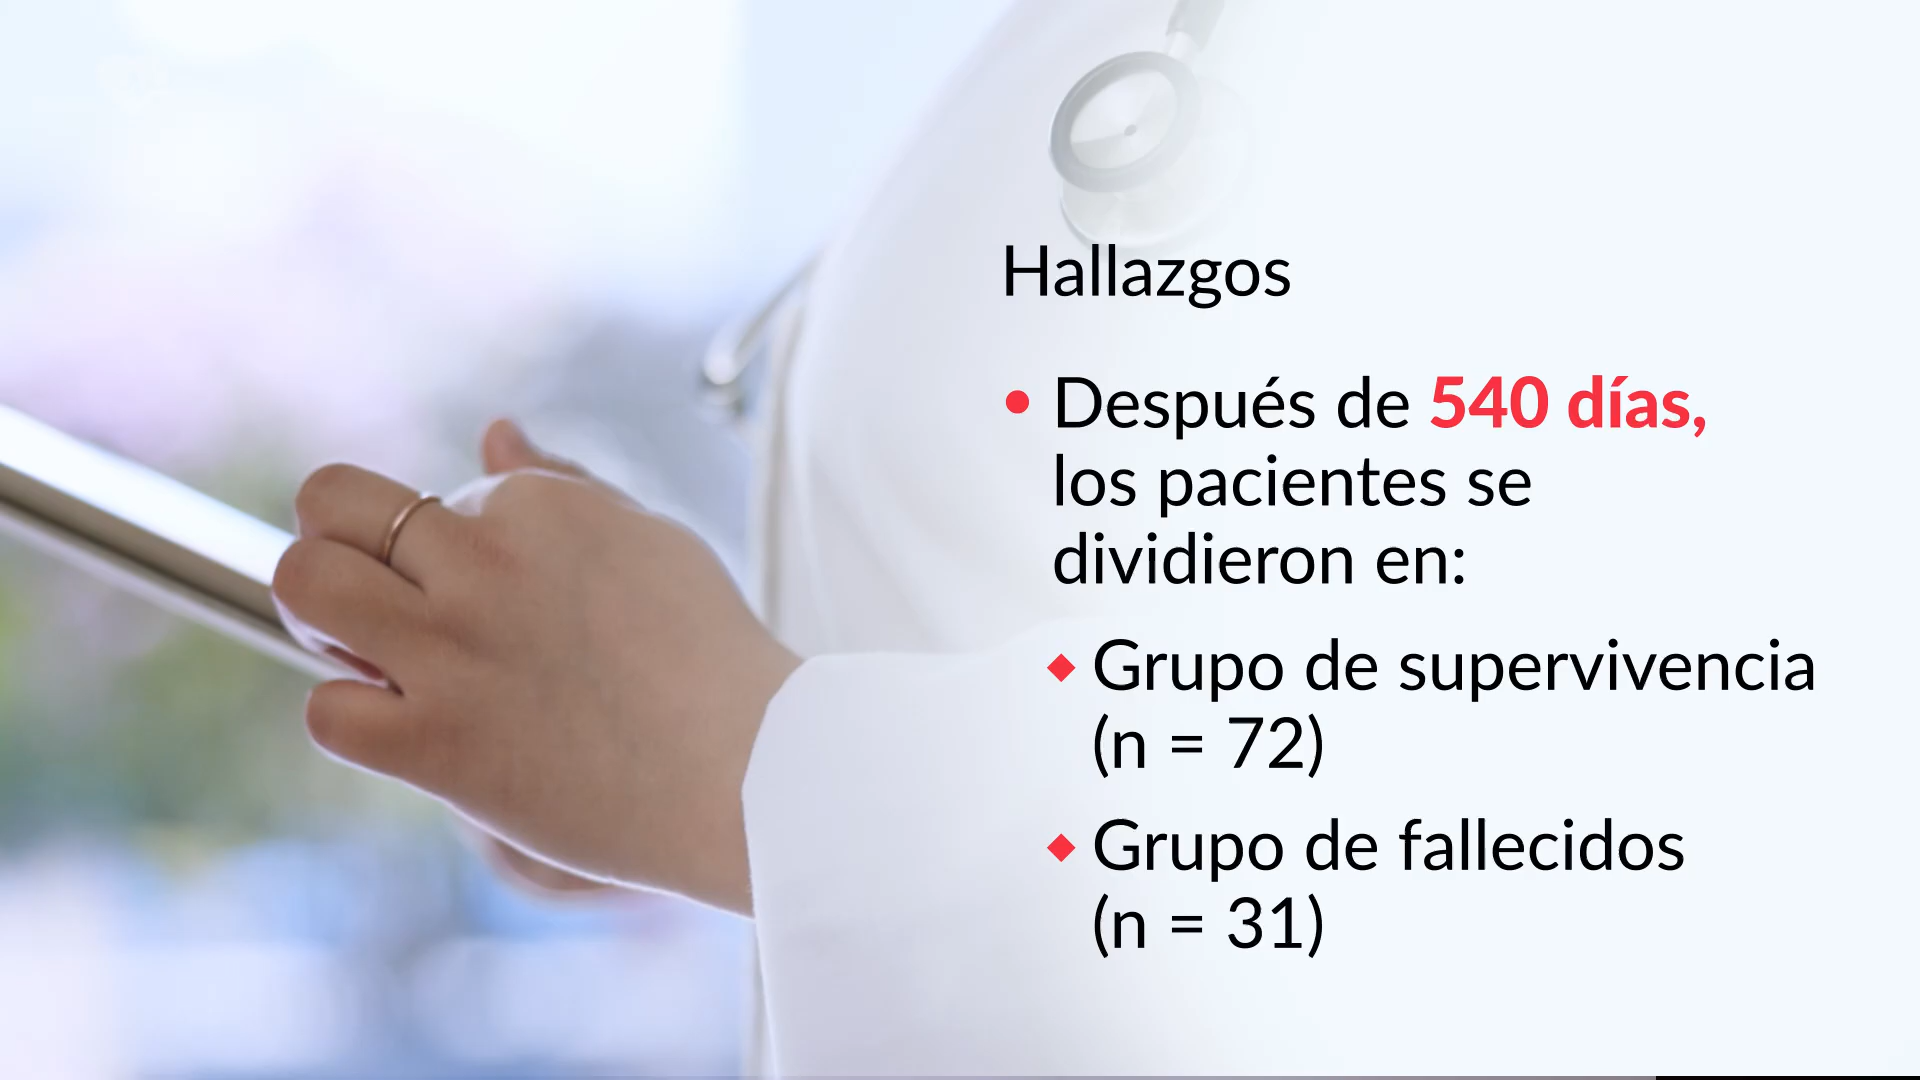 Hallazgos
• Después de 540 días,
los pacientes se
dividieron en:
◆ Grupo de supervivencia
(n = 72)
◆ Grupo de fallecidos
(n = 31)